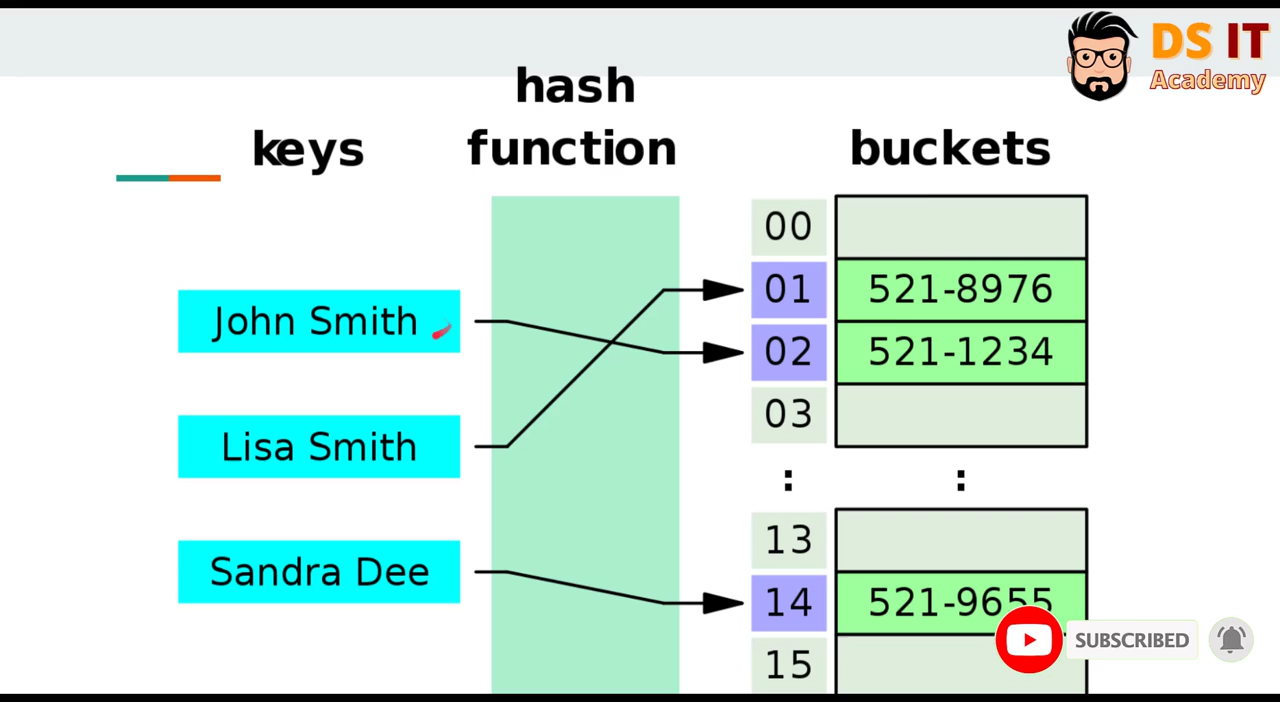 DS IT
Academy
hash
keys
function
buckets
00
John Smith
01
521-8976
02
521-1234
Lisa Smith
03
:
:
13
Sandra Dee
14
521-9655
SUBSCRIBED
15